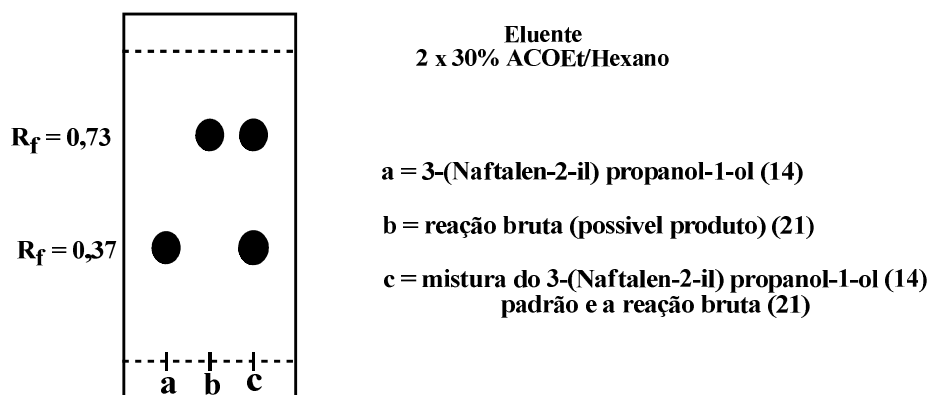 Eluente
2 x 30% ACOEt/Hexano
Rf = 0,73
Rf = 0,37
a = 3-(Naftalen-2-il) propanol-1-ol (14)
b = reação bruta (possivel produto) (21)
c = mistura do 3-(Naftalen-2-il) propanol-1-ol (14)
padrão e a reação bruta (21)
a b c